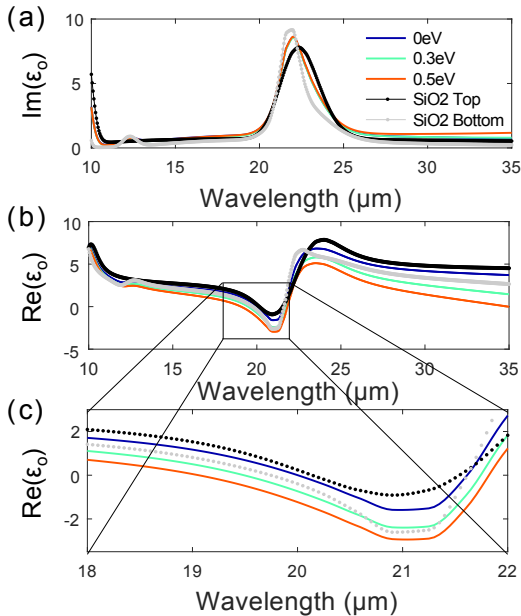 (a)
Im(ε₀)
10
5
0
0eV
0.3eV
0.5eV
SiO2 Top
SiO2 Bottom
10 15 20 25 30 35
Wavelength (μm)
(b)
Re(ε₀)
10
5
0
-5
10 15 20 25 30 35
Wavelength (μm)
(c)
Re(ε₀)
2
0
-2
18 19 20 21 22
Wavelength (μm)